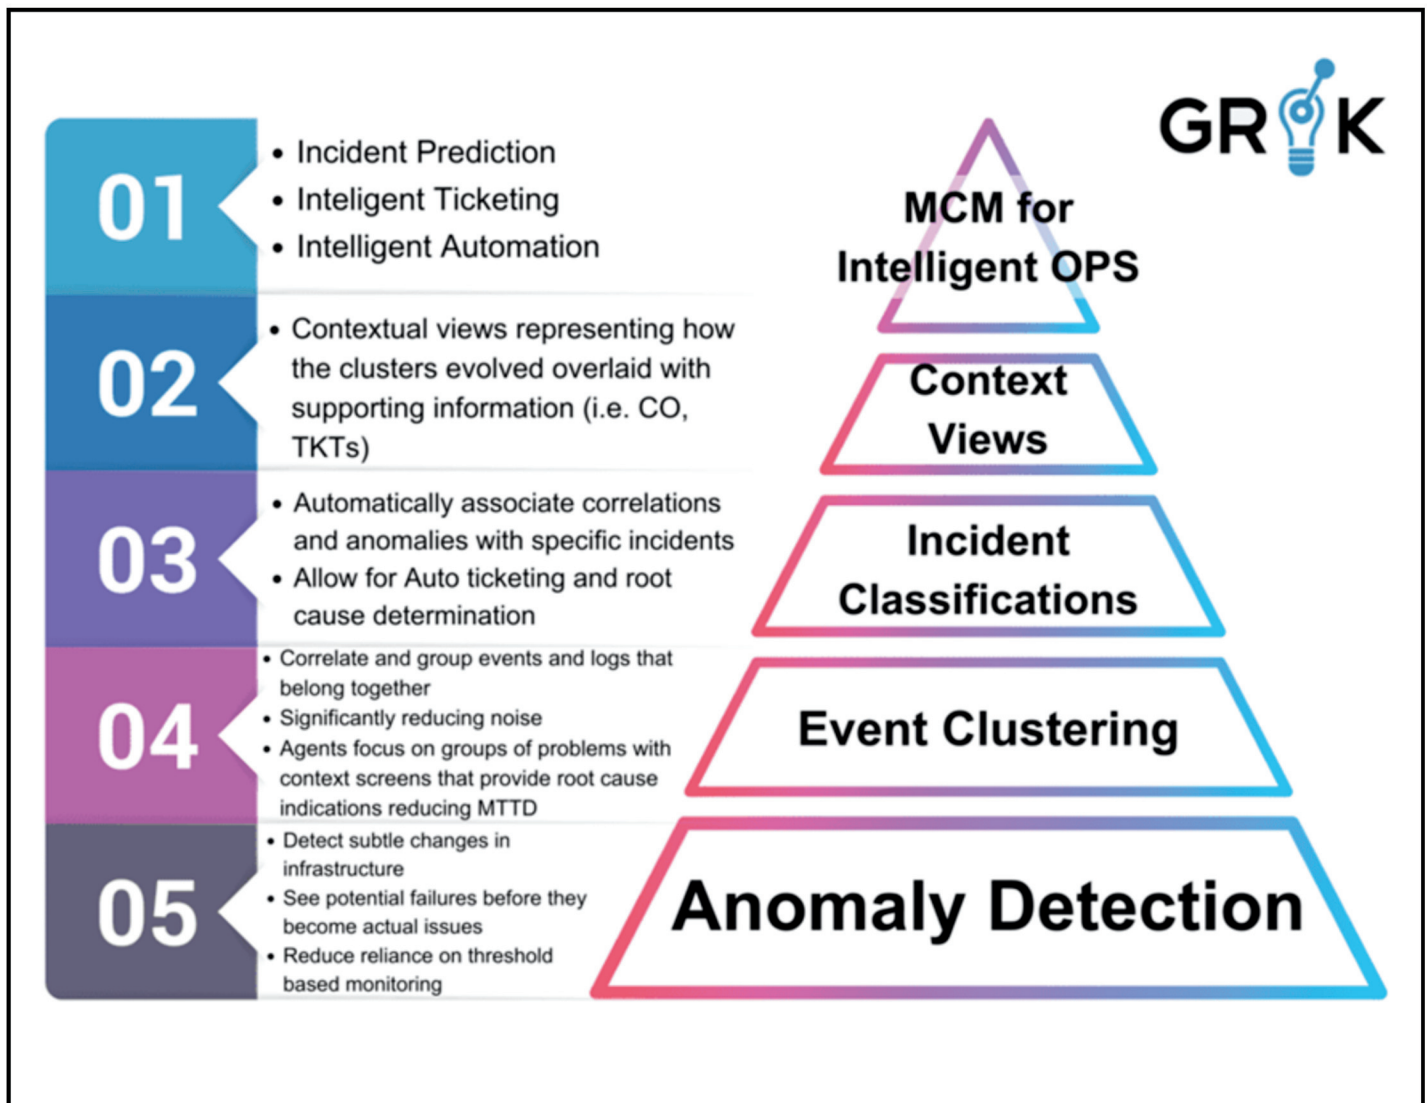 GROK
01
• Incident Prediction
• Inteligent Ticketing
• Intelligent Automation
MCM for
Intelligent OPS
02
• Contextual views representing how
the clusters evolved overlaid with
supporting information (i.e. CO,
TKTs)
Context
Views
03
• Automatically associate correlations
and anomalies with specific incidents
• Allow for Auto ticketing and root
cause determination
Incident
Classifications
04
• Correlate and group events and logs that
belong together
• Significantly reducing noise
• Agents focus on groups of problems with
context screens that provide root cause
indications reducing MTTD
Event Clustering
05
• Detect subtle changes in
infrastructure
• See potential failures before they
become actual issues
• Reduce reliance on threshold
based monitoring
Anomaly Detection